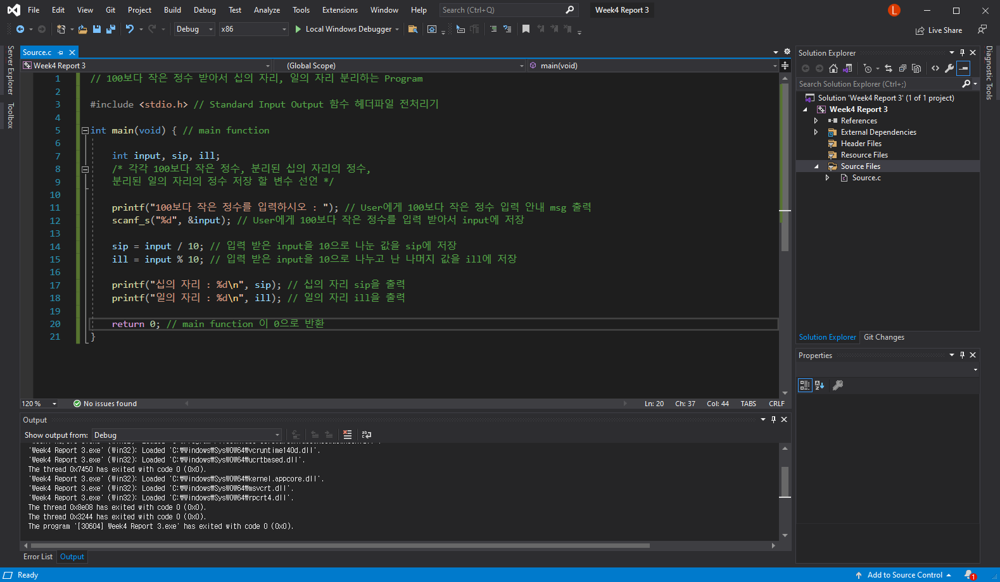 File Edit View Git Project Build Debug Test Analyze Tools Extensions Window Help Search (Ctrl+Q) Week4 Report 3 L
Debug x86 Local Windows Debugger Live Share
Server Explorer
Toolbox
Source.c
Week4 Report 3 (Global Scope) main(void)
1 // 100보다 작은 정수 받아서 십의 자리, 일의 자리 분리하는 Program
2
3 #include <stdio.h> // Standard Input Output 함수 헤더파일 전처리기
4
5 int main(void) { // main function
6
7 int input, sip, ill;
8 /* 각각 100보다 작은 정수, 분리된 십의 자리의 정수,
9 분리된 일의 자리의 정수 저장 할 변수 선언 */
10
11 printf("100보다 작은 정수를 입력하시오 : "); // User에게 100보다 작은 정수 입력 안내 msg 출력
12 scanf_s("%d", &input); // User에게 100보다 작은 정수를 입력 받아서 input에 저장
13
14 sip = input / 10; // 입력 받은 input을 10으로 나눈 값을 sip에 저장
15 ill = input % 10; // 입력 받은 input을 10으로 나누고 난 나머지 값을 ill에 저장
16
17 printf("십의 자리 : %d\n", sip); // 십의 자리 sip을 출력
18 printf("일의 자리 : %d\n", ill); // 일의 자리 ill을 출력
19
20 return 0; // main function 이 0으로 반환
21 }
120 % No issues found Ln: 20 Ch: 37 Col: 44 TABS CRLF
Output
Show output from: Debug
'Week4 Report 3.exe' (Win32): Loaded 'C:₩Windows₩SysWOW64₩vcruntime140d.dll'.
'Week4 Report 3.exe' (Win32): Loaded 'C:₩Windows₩SysWOW64₩ucrtbased.dll'.
The thread 0x7450 has exited with code 0 (0x0).
'Week4 Report 3.exe' (Win32): Loaded 'C:₩Windows₩SysWOW64₩kernel.appcore.dll'.
'Week4 Report 3.exe' (Win32): Loaded 'C:₩Windows₩SysWOW64₩msvcrt.dll'.
'Week4 Report 3.exe' (Win32): Loaded 'C:₩Windows₩SysWOW64₩rpcrt4.dll'.
The thread 0x8e08 has exited with code 0 (0x0).
The thread 0x3244 has exited with code 0 (0x0).
The program '[30604] Week4 Report 3.exe' has exited with code 0 (0x0).
Error List Output
Solution Explorer
Search Solution Explorer (Ctrl+;)
Solution 'Week4 Report 3' (1 of 1 project)
Week4 Report 3
References
External Dependencies
Header Files
Resource Files
Source Files
Source.c
Solution Explorer Git Changes
Properties
Diagnostic Tools
Ready Add to Source Control 1